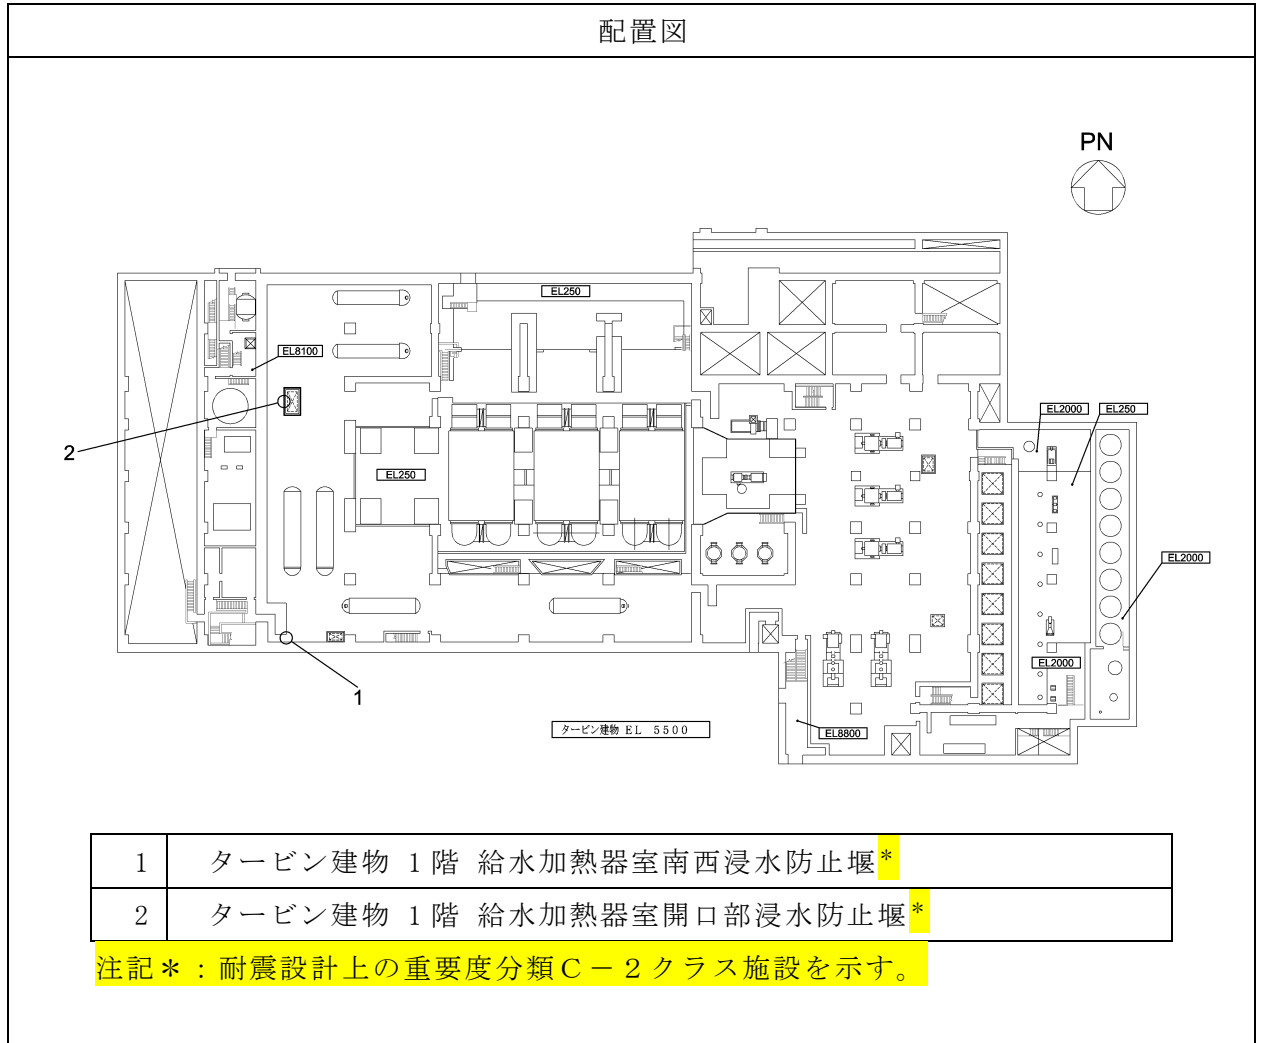 配置図
PN
EL250
EL8100
EL2000
EL250
2
EL250
EL2000
EL2000
1
タービン建物 EL 5500
EL8800
1 タービン建物 1階 給水加熱器室南西浸水防止堰*
2 タービン建物 1階 給水加熱器室開口部浸水防止堰*
注記*:耐震設計上の重要度分類C-2クラス施設を示す。